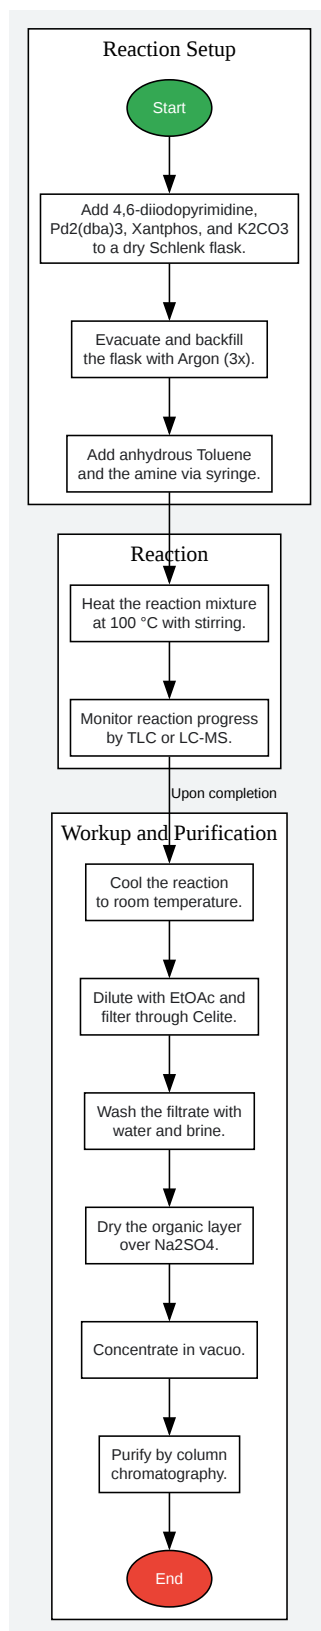 Reaction Setup
Start
Add 4,6-diiodopyrimidine,
Pd2(dba)3, Xantphos, and K2CO3
to a dry Schlenk flask.
Evacuate and backfill
the flask with Argon (3x).
Add anhydrous Toluene
and the amine via syringe.
Reaction
Heat the reaction mixture
at 100 °C with stirring.
Monitor reaction progress
by TLC or LC-MS.
Upon completion
Workup and Purification
Cool the reaction
to room temperature.
Dilute with EtOAc and
filter through Celite.
Wash the filtrate with
water and brine.
Dry the organic layer
over Na2SO4.
Concentrate in vacuo.
Purify by column
chromatography.
End